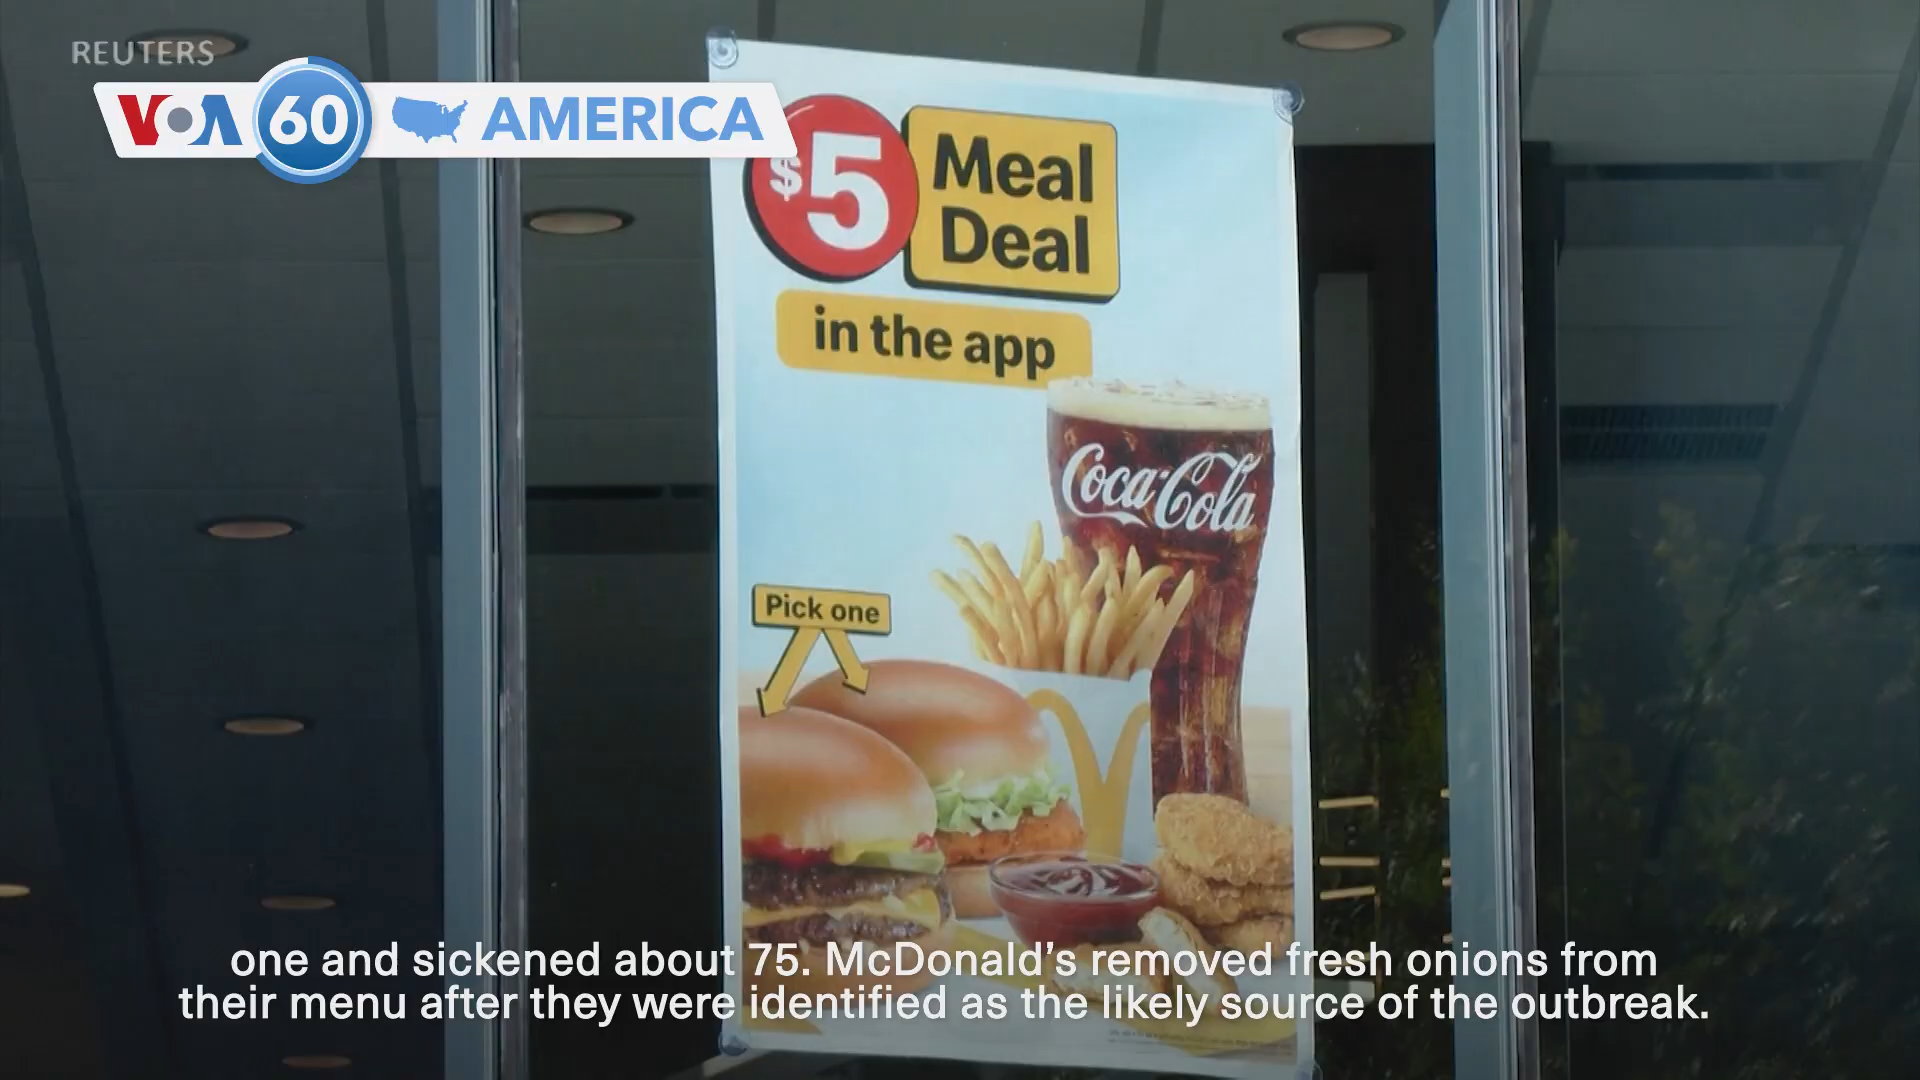 REUTERS
VOA 60 AMERICA
$5 Meal
Deal
in the app
Coca-Cola
Pick one
one and sickened about 75. McDonald's removed fresh onions from
their menu after they were identified as the likely source of the outbreak.